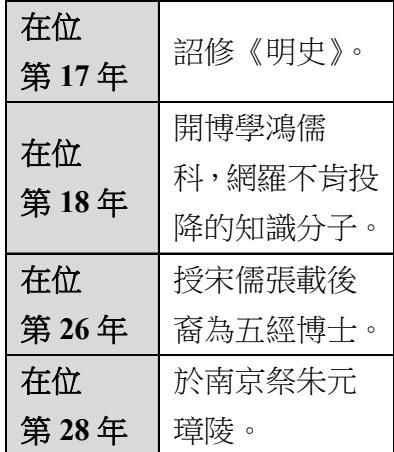 在位
第 17 年
詔修《明史》。
在位
第 18 年
開博學鴻儒
科，網羅不肯投
降的知識分子。
在位
第 26 年
授宋儒張載後
裔為五經博士。
在位
第 28 年
於南京祭朱元
璋陵。